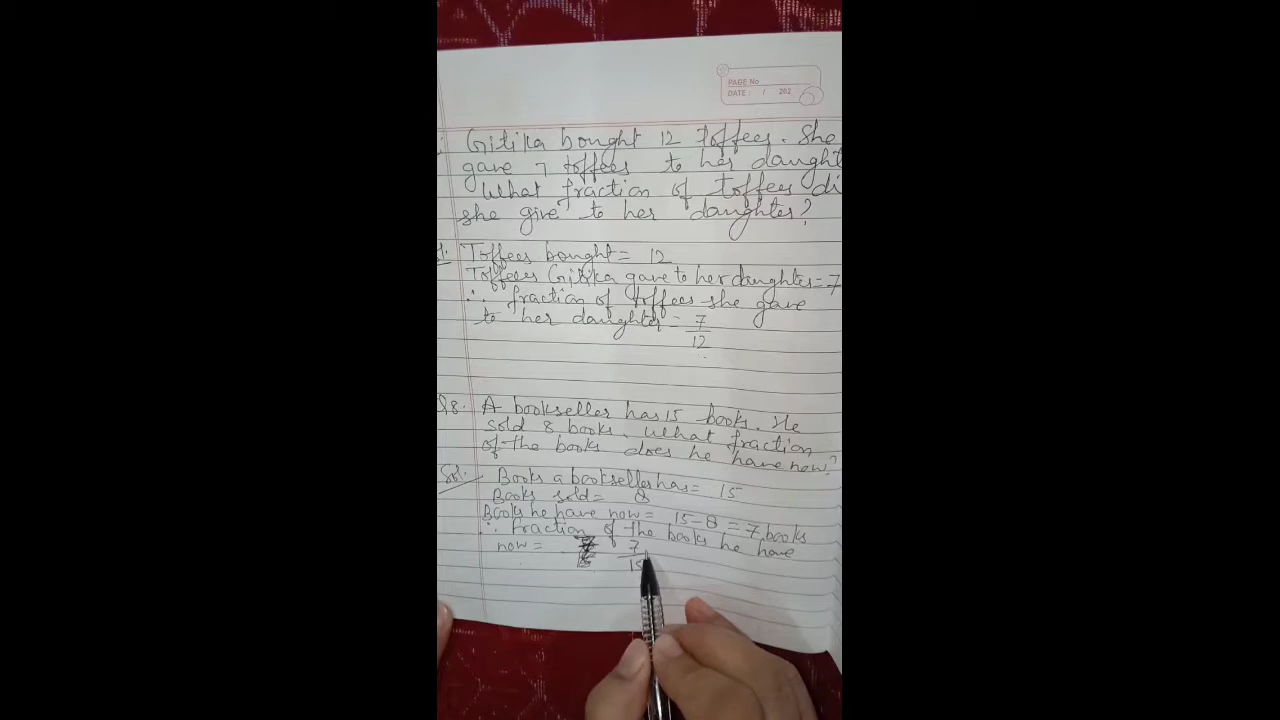 PAGE No
DATE: / 202
Gitika bought 12 toffees. She
gave 7 toffees to her daught
What fraction of toffees di
she give to her daughter?
Toffees bought = 12
Toffees Gitika gave to her daughter = 7
∴ fraction of toffees she gave
to her daughter = 7
12
Q8. A bookseller has 15 books. He
sold 8 books. What fraction
of the books does he have now?
Sol. Books a bookseller has = 15
Books sold = 8
Books he have now = 15-8 = 7 books
∴ fraction of the books he have
now = 7
15